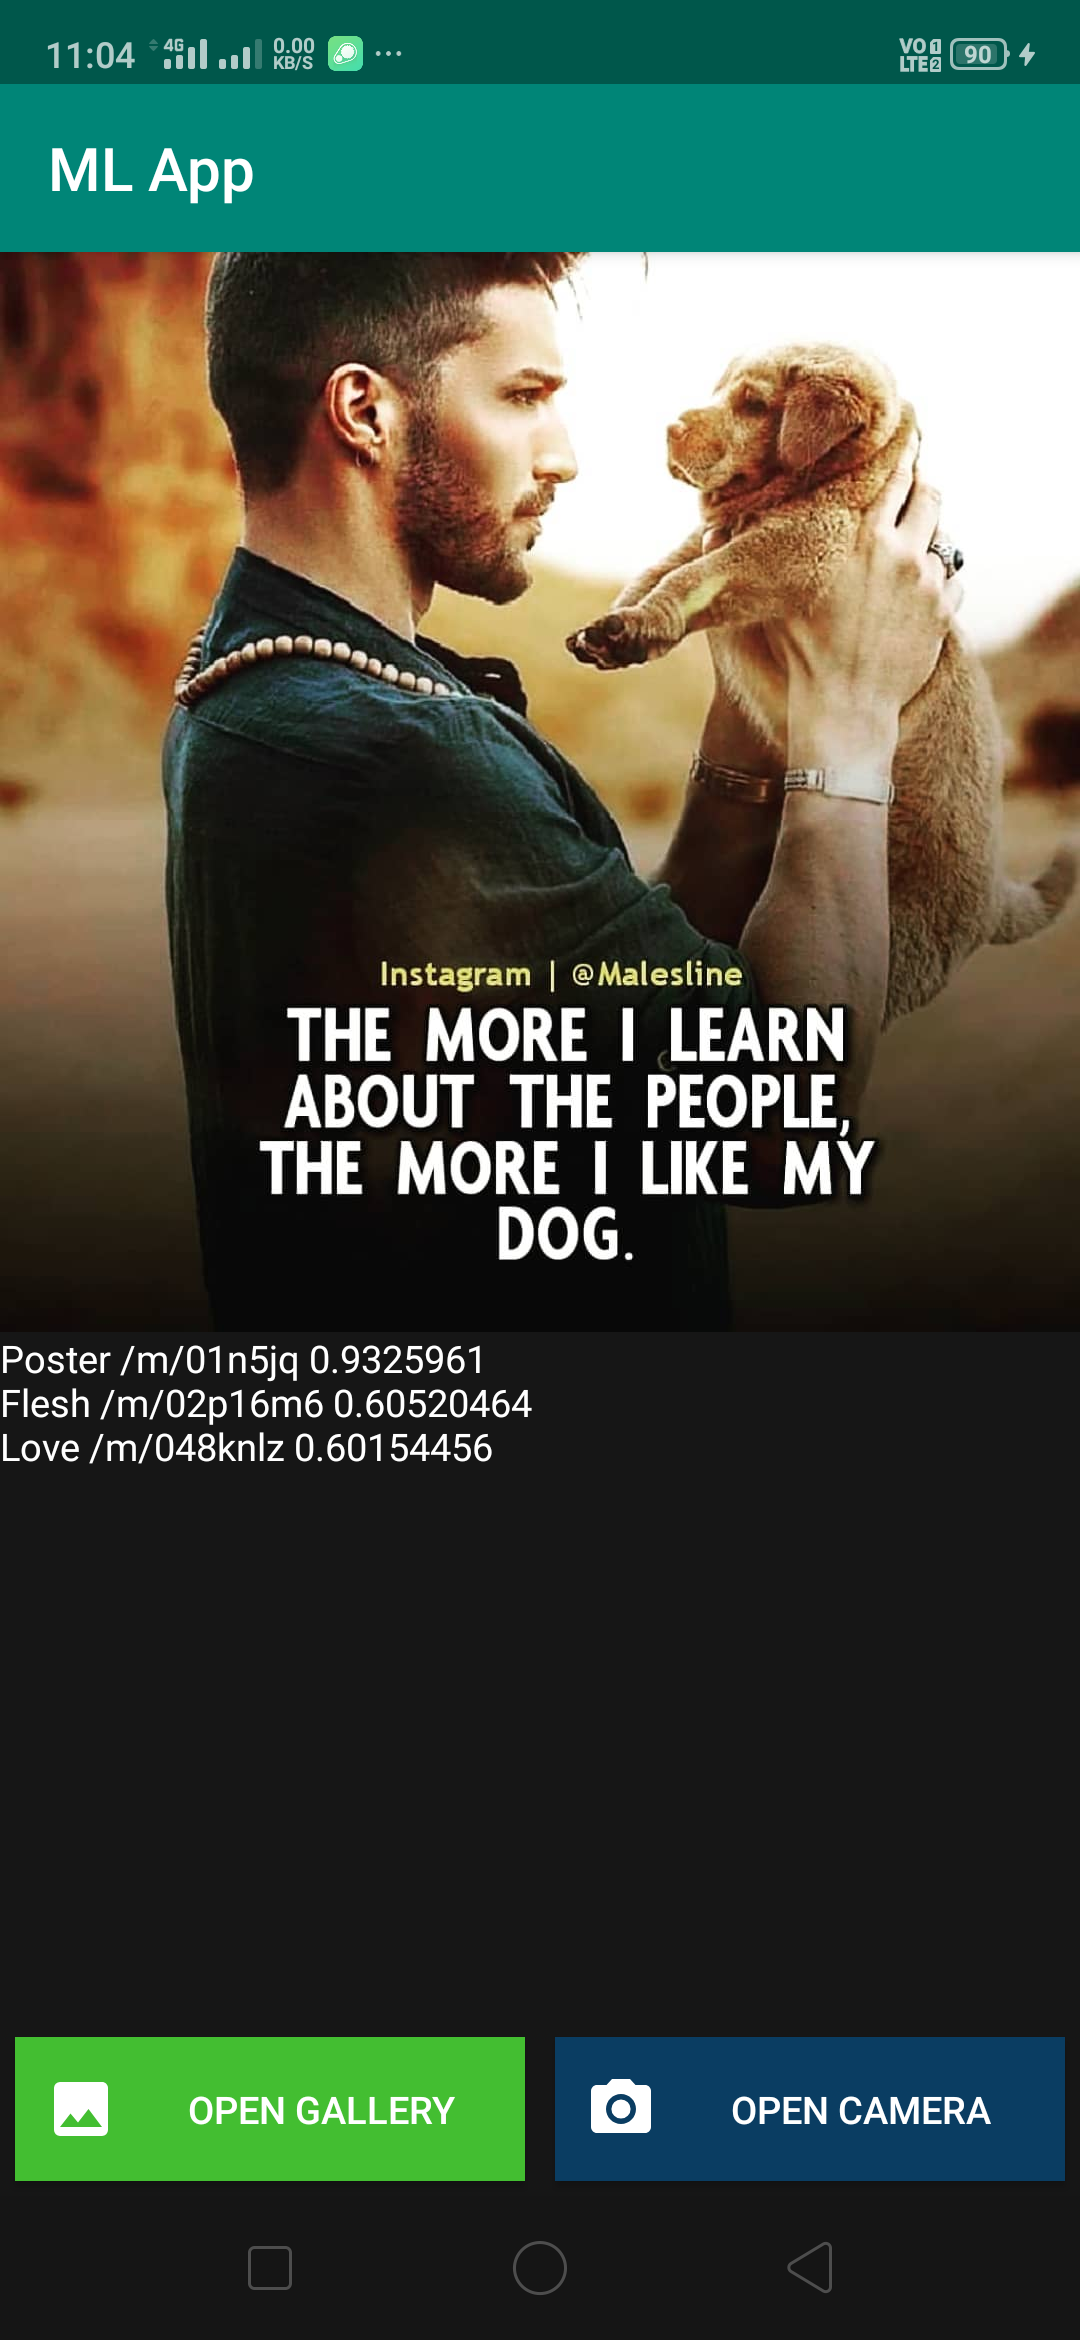 11:04 4G 0.00 KB/S VO LTE 1 2 90
ML App
Instagram | @Malesline
THE MORE I LEARN
ABOUT THE PEOPLE,
THE MORE I LIKE MY
DOG.
Poster /m/01n5jq 0.9325961
Flesh /m/02p16m6 0.60520464
Love /m/048knlz 0.60154456
OPEN GALLERY
OPEN CAMERA